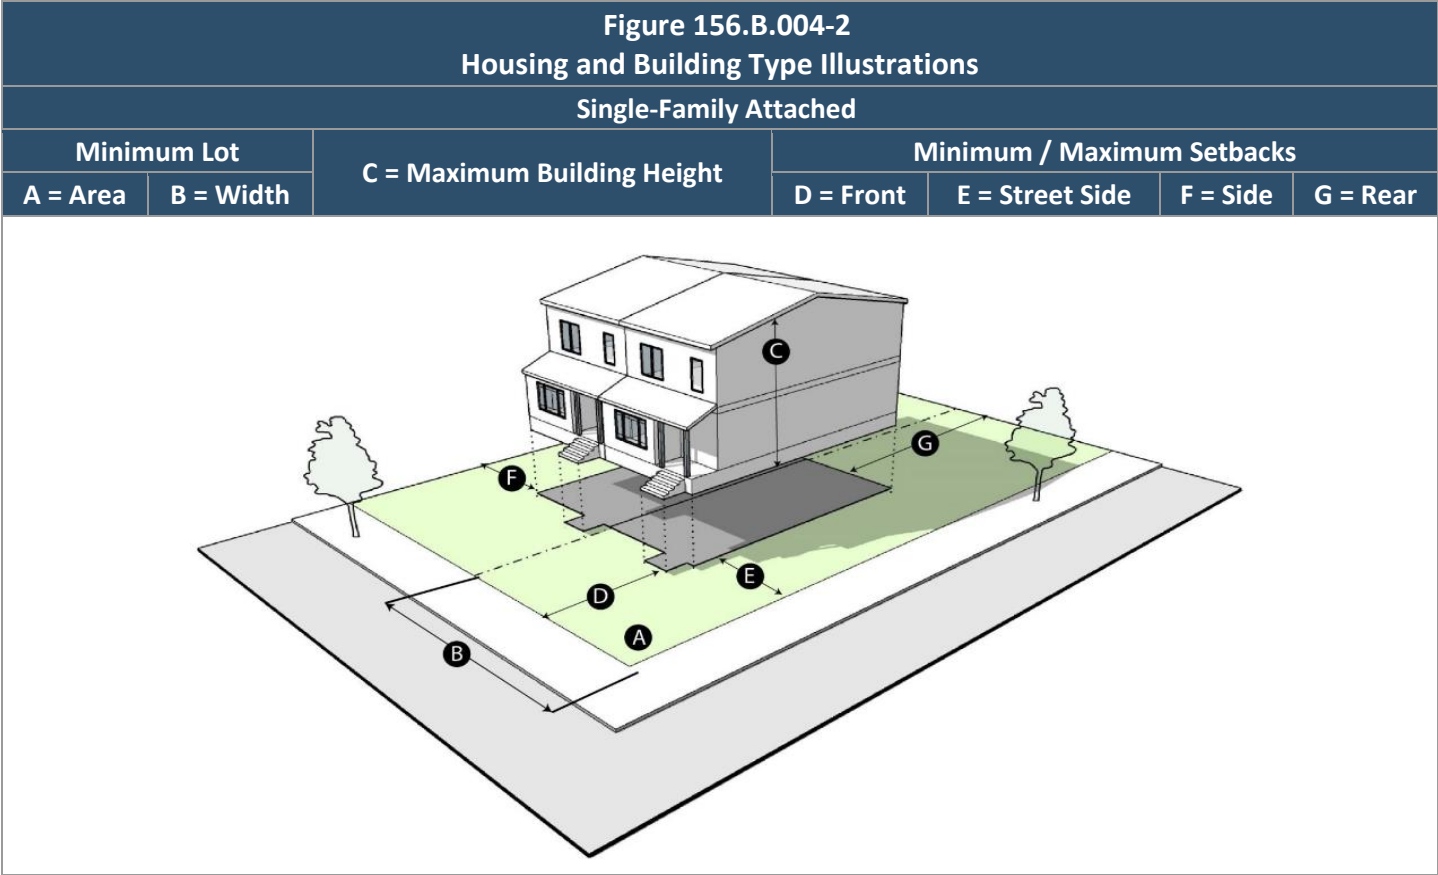 Figure 156.B.004-2
Housing and Building Type Illustrations
Single-Family Attached
Minimum Lot
C = Maximum Building Height
Minimum / Maximum Setbacks
A = Area
B = Width
D = Front
E = Street Side
F = Side
G = Rear
C
G
F
E
D
A
B